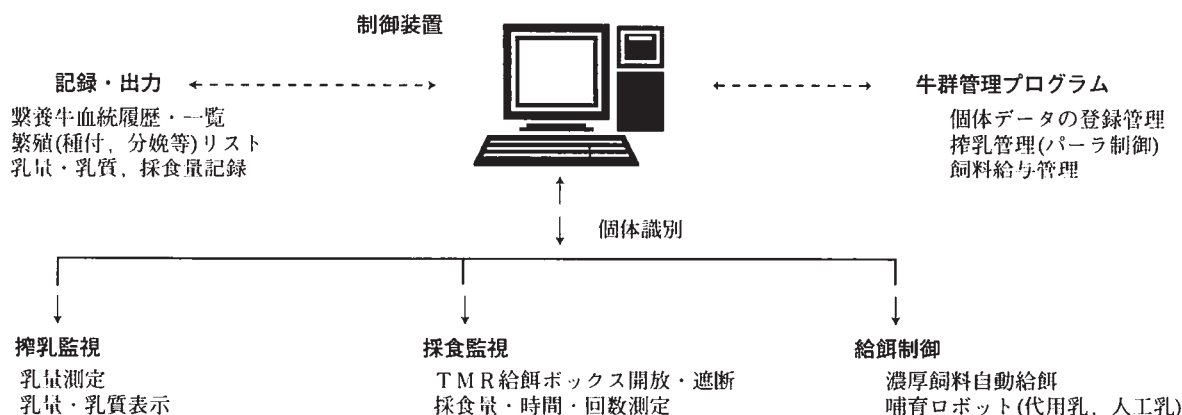 制御装置
記録・出力
繋養牛血統履歴・一覧
繁殖(種付，分娩等)リスト
乳量・乳質，採食量記録
牛群管理プログラム
個体データの登録管理
搾乳管理(パーラ制御)
飼料給与管理
個体識別
搾乳監視
乳量測定
乳量・乳質表示
採食監視
ＴＭＲ給餌ボックス開放・遮断
採食量・時間・回数測定
給餌制御
濃厚飼料自動給餌
哺育ロボット(代用乳，人工乳)